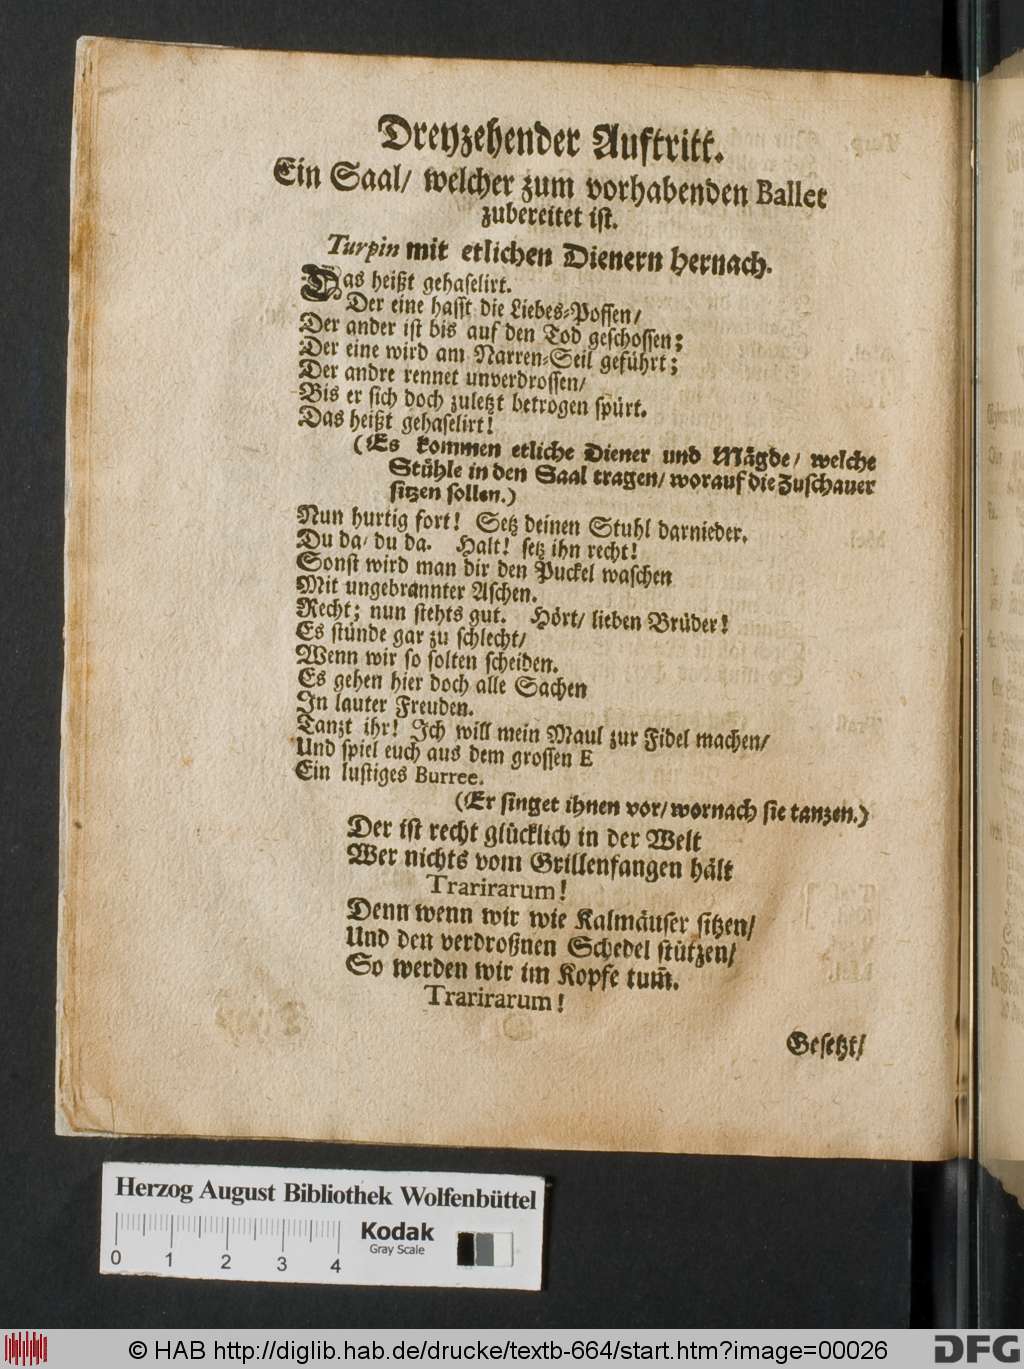 Dreyzehender Auftritt.
Ein Saal/ welcher zum vorhabenden Ballet
zubereitet ist.
Turpin mit etlichen Dienern hernach.
Das heißt gehaselirt.
Der eine hasst die Liebes-Possen/
Der ander ist bis auf den Tod geschossen;
Der eine wird am Narren-Seil geführt;
Der andre rennet unverdrossen/
Bis er sich doch zuletzt betrogen spürt.
Das heißt gehaselirt!
(Es kommen etliche Diener und Mägde/ welche
Stühle in den Saal tragen/ worauf die Zuschauer
sitzen sollen.)
Nun hurtig fort! Setz deinen Stuhl darnieder.
Du da/ du da. Halt! setz ihn recht!
Sonst wird man dir den Puckel waschen
Mit ungebrannter Aschen.
Recht; nun stehts gut. Hört/ lieben Brüder!
Es stünde gar zu schlecht/
Wenn wir so solten scheiden.
Es gehen hier doch alle Sachen
In lauter Freuden.
Tanzt ihr! Ich will mein Maul zur Fidel machen/
Und spiel euch aus dem grossen E
Ein lustiges Burree.
(Er singet ihnen vor/ wornach sie tanzen.)
Der ist recht glücklich in der Welt
Wer nichts vom Grillenfangen hält
Trarirarum!
Denn wenn wir wie Kalmäuser sitzen/
Und den verdroßnen Schedel stützen/
So werden wir im Kopfe tum̃.
Trarirarum!
Gesetzt/
Herzog August Bibliothek Wolfenbüttel
Kodak
Gray Scale
0 1 2 3 4
© HAB http://diglib.hab.de/drucke/textb-664/start.htm?image=00026
DFG